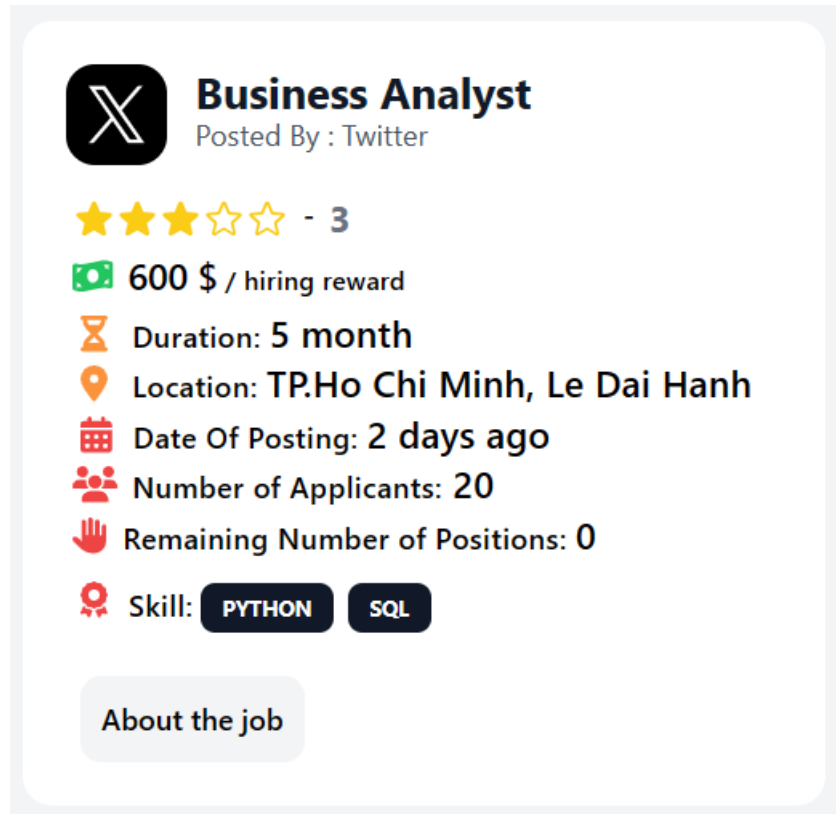 Business Analyst
Posted By : Twitter
- 3
600 $ / hiring reward
Duration: 5 month
Location: TP.Ho Chi Minh, Le Dai Hanh
Date Of Posting: 2 days ago
Number of Applicants: 20
Remaining Number of Positions: 0
Skill: PYTHON SQL
About the job